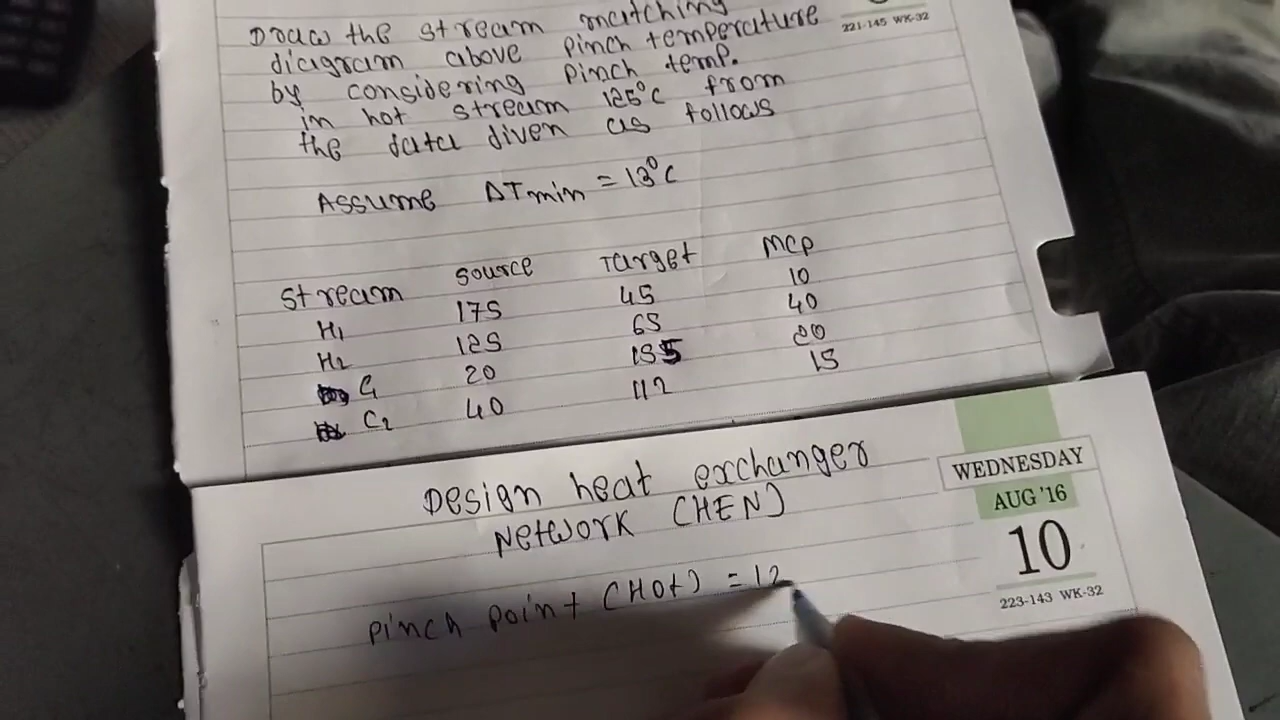 Draw the stream matching
diagram above pinch temperature
by considering pinch temp.
in hot stream 125°C from
the data diven as follows
221-145 WK-32
Assume ΔTmin = 13°C
Stream Source Target MCP
H1 175 45 10
H2 125 65 40
C1 20 155 20
C2 40 112 15
Design heat exchanger
Network (HEN)
WEDNESDAY
AUG '16
10
223-143 WK-32
pinch point (Hot) = 12